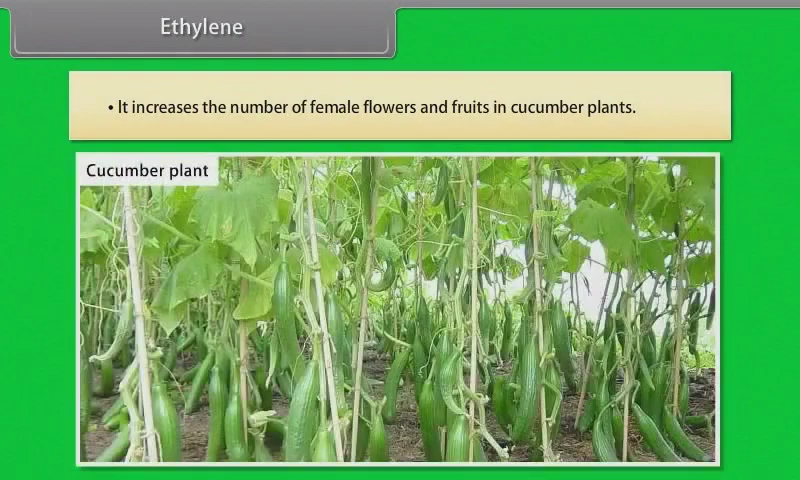 Ethylene
• It increases the number of female flowers and fruits in cucumber plants.
Cucumber plant